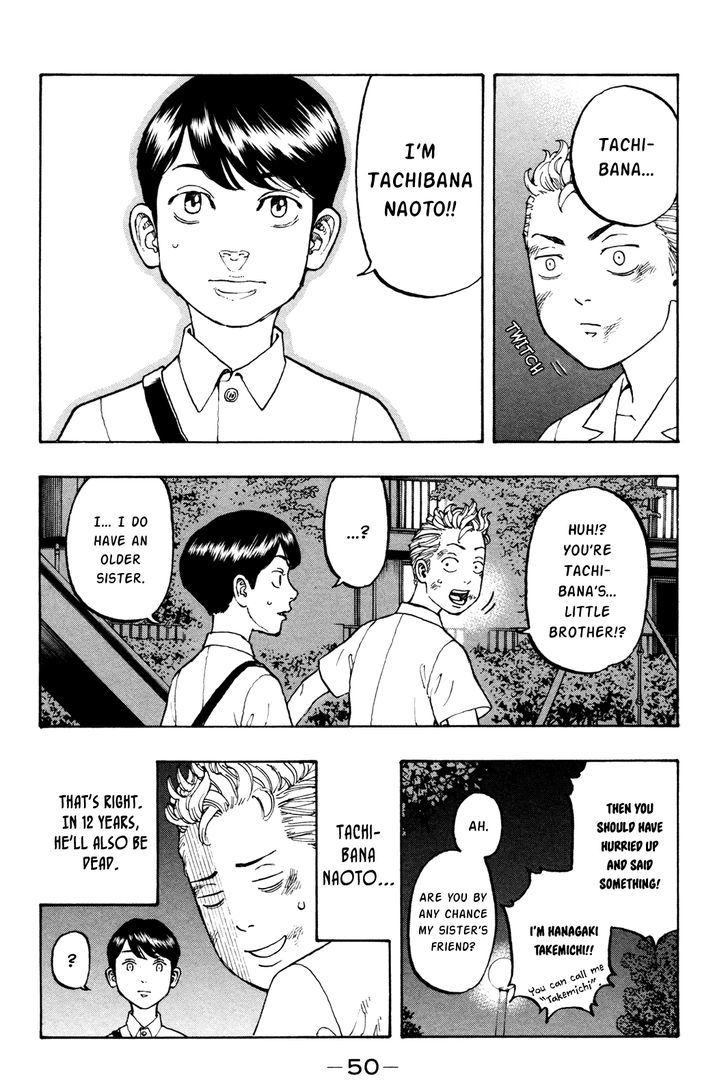 TACHI-
BANA...
TWITCH
I'M
TACHIBANA
NAOTO!!
HUH!?
YOU'RE
TACHI-
BANA'S...
LITTLE
BROTHER!?
...?
I... I DO
HAVE AN
OLDER
SISTER.
THEN YOU
SHOULD HAVE
HURRIED UP
AND SAID
SOMETHING!
I'M HANAGAKI
TAKEMICHI!!
You can call me
"Takemichi".
AH.
ARE YOU BY
ANY CHANCE
MY SISTER'S
FRIEND?
TACHI-
BANA
NAOTO...
THAT'S RIGHT.
IN 12 YEARS,
HE'LL ALSO BE
DEAD.
?
-50-